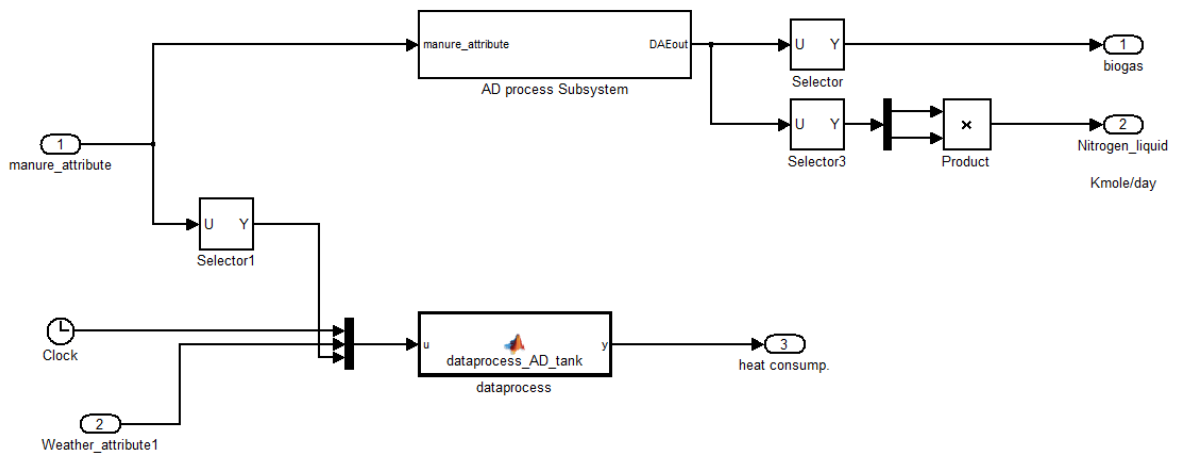 manure_attribute
DAEout
AD process Subsystem
U
Y
Selector
1
biogas
U
Y
Selector3
×
Product
2
Nitrogen_liquid
Kmole/day
1
manure_attribute
U
Y
Selector1
Clock
u
dataprocess_AD_tank
y
dataprocess
3
heat consump.
2
Weather_attribute1